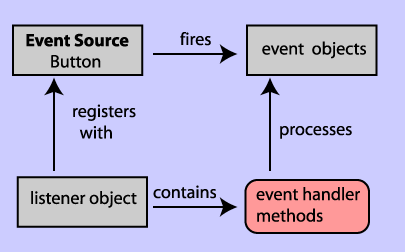 Event Source
Button
fires
event objects
registers
with
processes
listener object
contains
event handler
methods